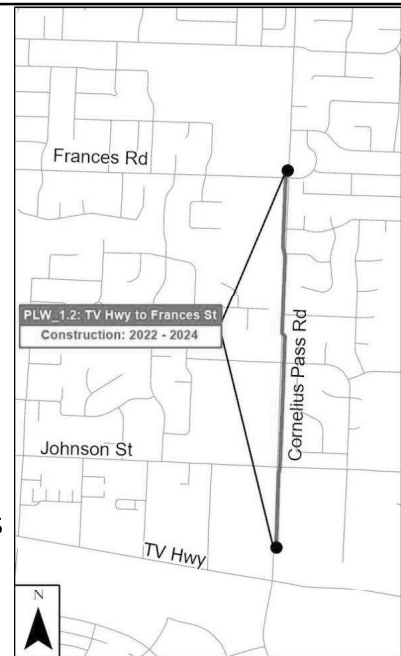 Frances Rd
PLW_1.2: TV Hwy to Frances St
Construction: 2022 - 2024
Cornelius Pass Rd
Johnson St
s
TV Hwy
N